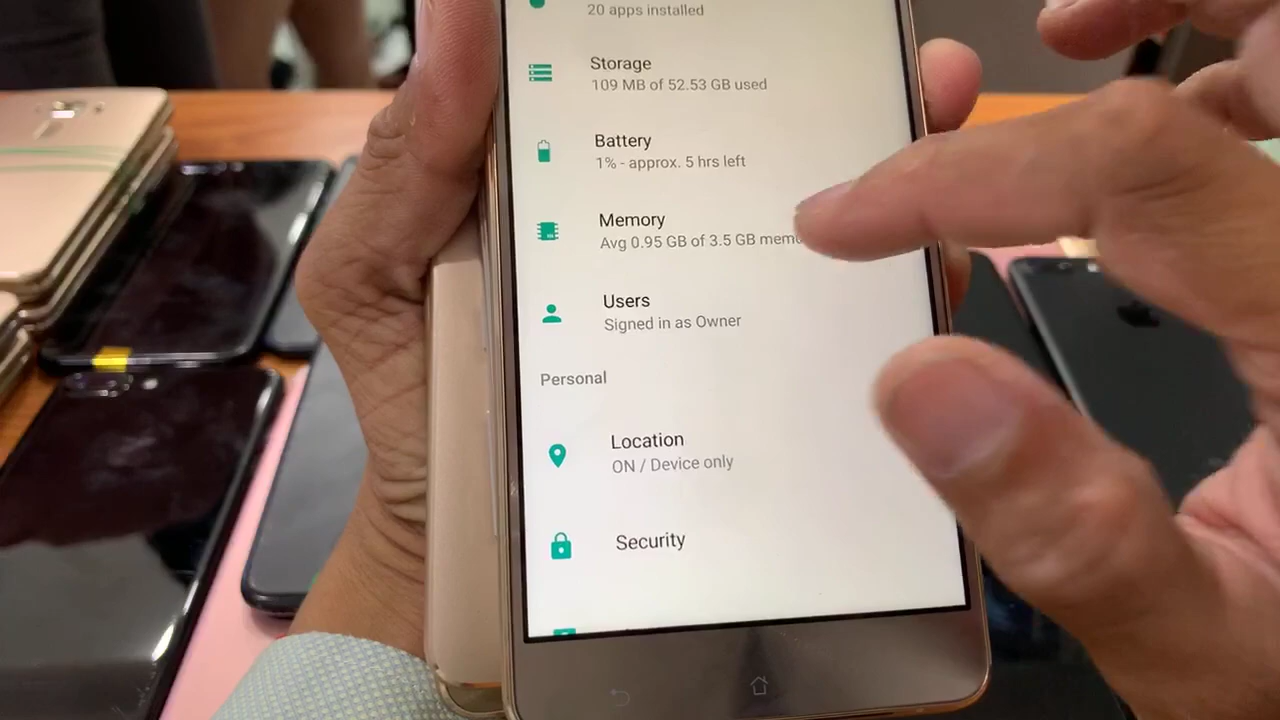 20 apps installed
Storage
109 MB of 52.53 GB used
Battery
1% - approx. 5 hrs left
Memory
Avg 0.95 GB of 3.5 GB memo
Users
Signed in as Owner
Personal
Location
ON / Device only
Security